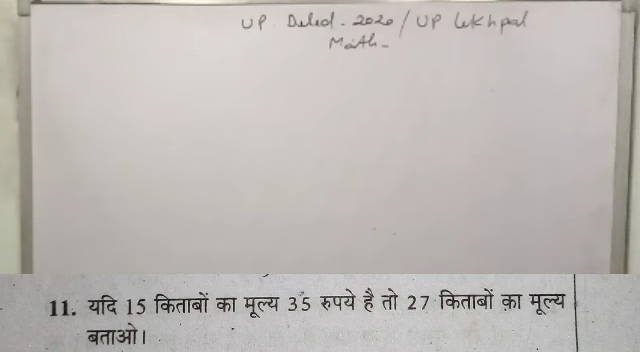 UP Deled - 2020 / UP lekhpal
Math -
11. यदि 15 किताबों का मूल्य 35 रुपये है तो 27 किताबों का मूल्य
बताओ।